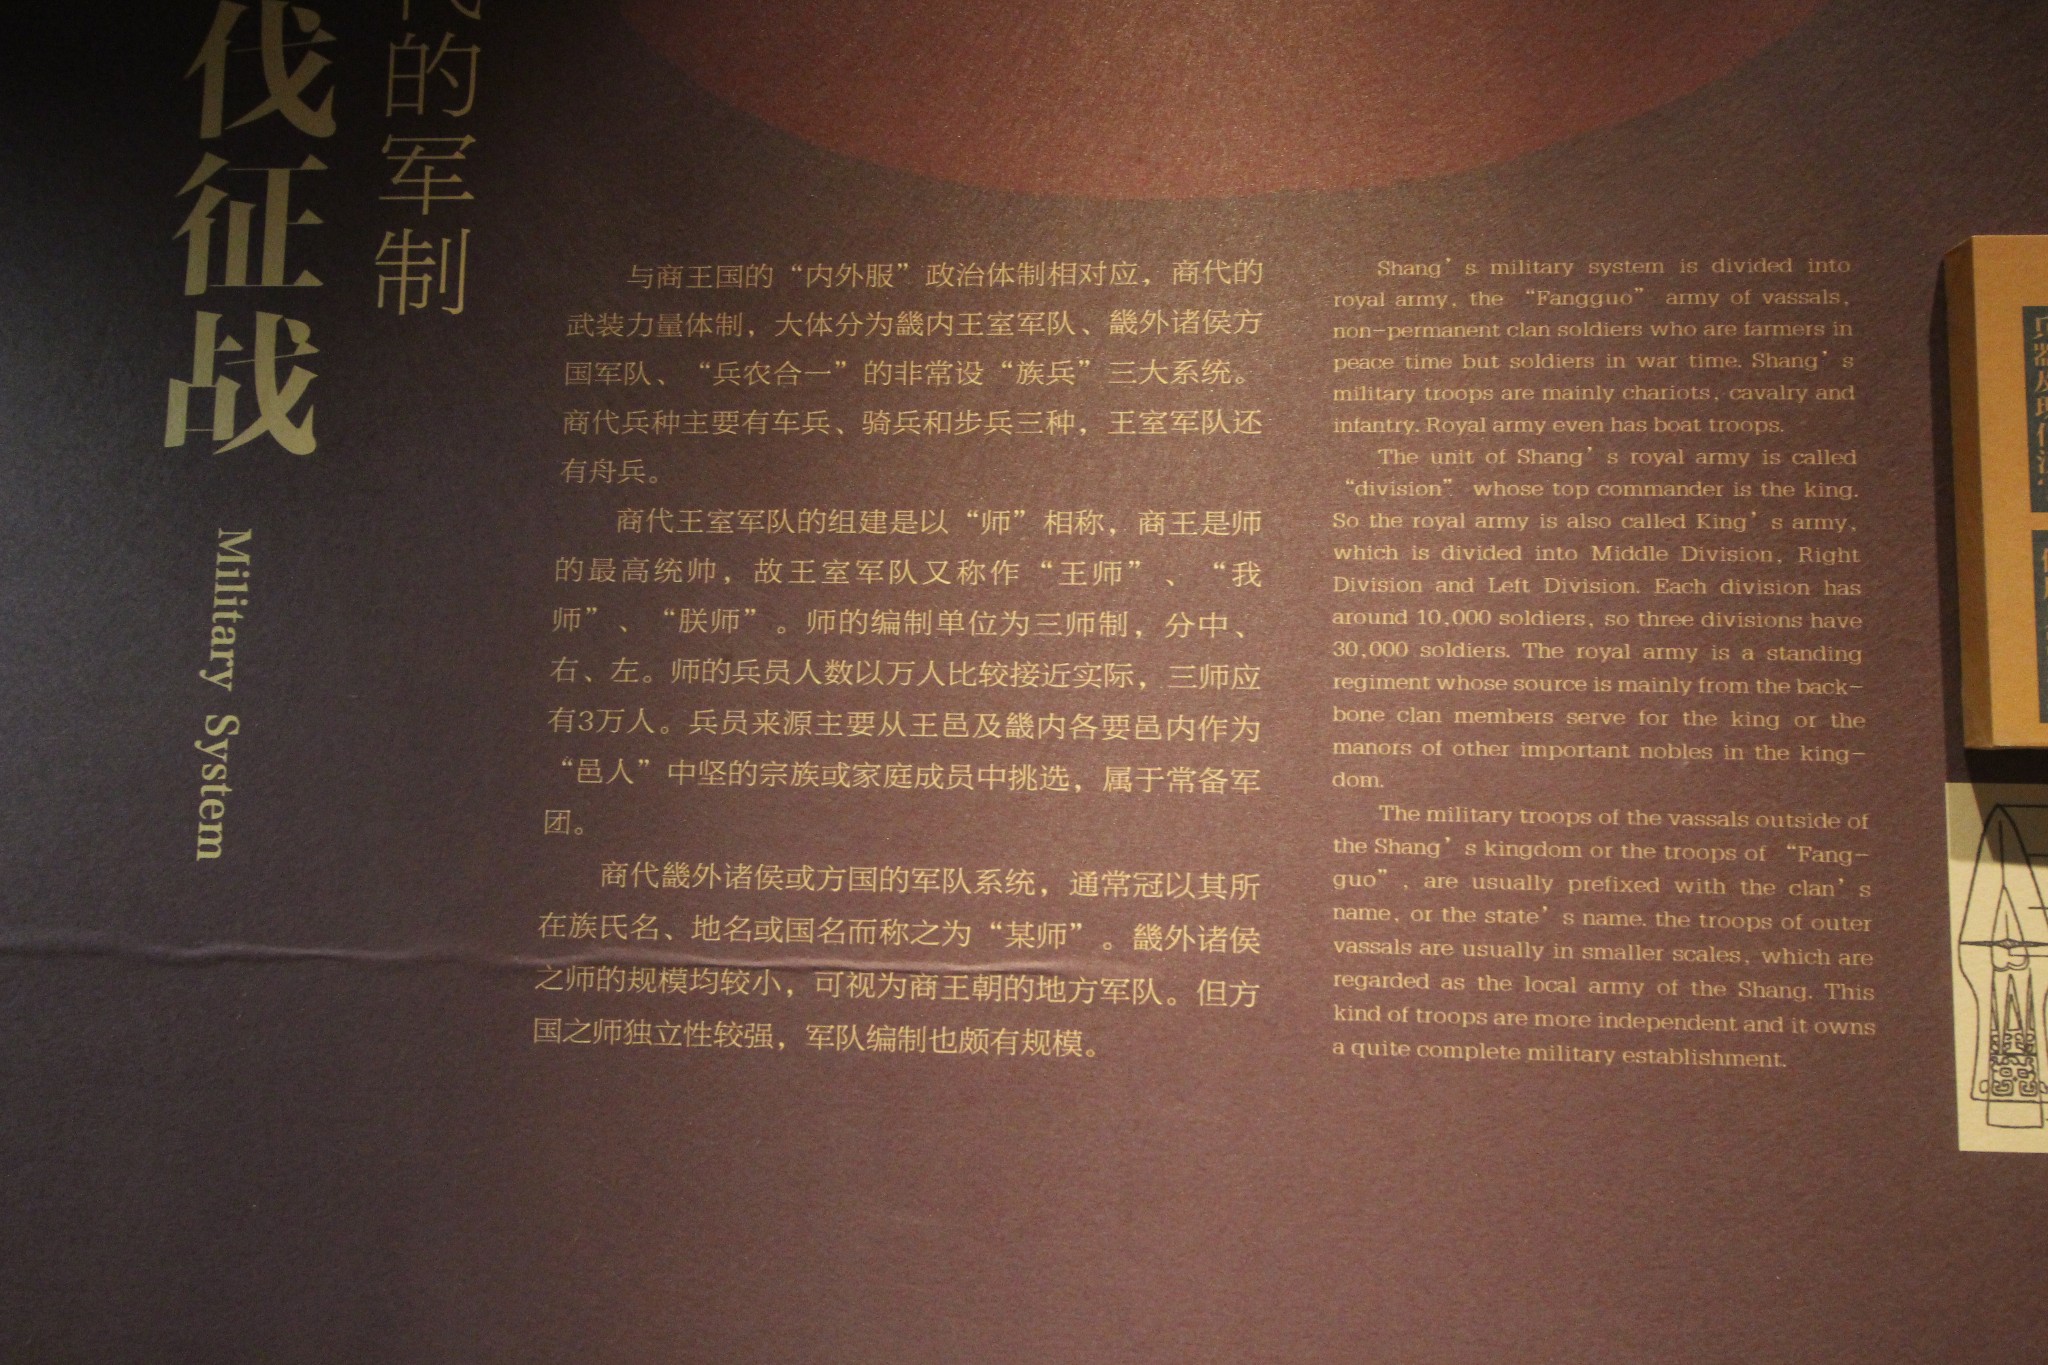 伐征战
的军制
Military System
与商王国的“内外服”政治体制相对应，商代的
武装力量体制，大体分为畿内王室军队、畿外诸侯方
国军队、“兵农合一”的非常设“族兵”三大系统。
商代兵种主要有车兵、骑兵和步兵三种，王室军队还
有舟兵。
商代王室军队的组建是以“师”相称，商王是师
的最高统帅，故王室军队又称作“王师”、“我
师”、“朕师”。师的编制单位为三师制，分中、
右、左。师的兵员人数以万人比较接近实际，三师应
有3万人。兵员来源主要从王邑及畿内各要邑内作为
“邑人”中坚的宗族或家庭成员中挑选，属于常备军
团。
商代畿外诸侯或方国的军队系统，通常冠以其所
在族氏名、地名或国名而称之为“某师”。畿外诸侯
之师的规模均较小，可视为商王朝的地方军队。但方
国之师独立性较强，军队编制也颇有规模。
Shang’s military system is divided into
royal army, the “Fangguo” army of vassals,
non-permanent clan soldiers who are farmers in
peace time but soldiers in war time. Shang’s
military troops are mainly chariots, cavalry and
infantry. Royal army even has boat troops.
The unit of Shang’s royal army is called
“division” whose top commander is the king.
So the royal army is also called King’s army,
which is divided into Middle Division, Right
Division and Left Division. Each division has
around 10,000 soldiers, so three divisions have
30,000 soldiers. The royal army is a standing
regiment whose source is mainly from the back-
bone clan members serve for the king or the
manors of other important nobles in the king-
dom.
The military troops of the vassals outside of
the Shang’s kingdom or the troops of “Fang-
guo”, are usually prefixed with the clan’s
name, or the state’s name. the troops of outer
vassals are usually in smaller scales, which are
regarded as the local army of the Shang. This
kind of troops are more independent and it owns
a quite complete military establishment.